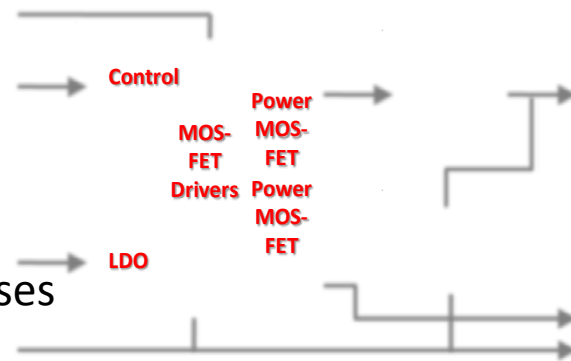 Control
Power
MOS-
FET
MOS-
FET
Drivers
Power
MOS-
FET
LDO
ses